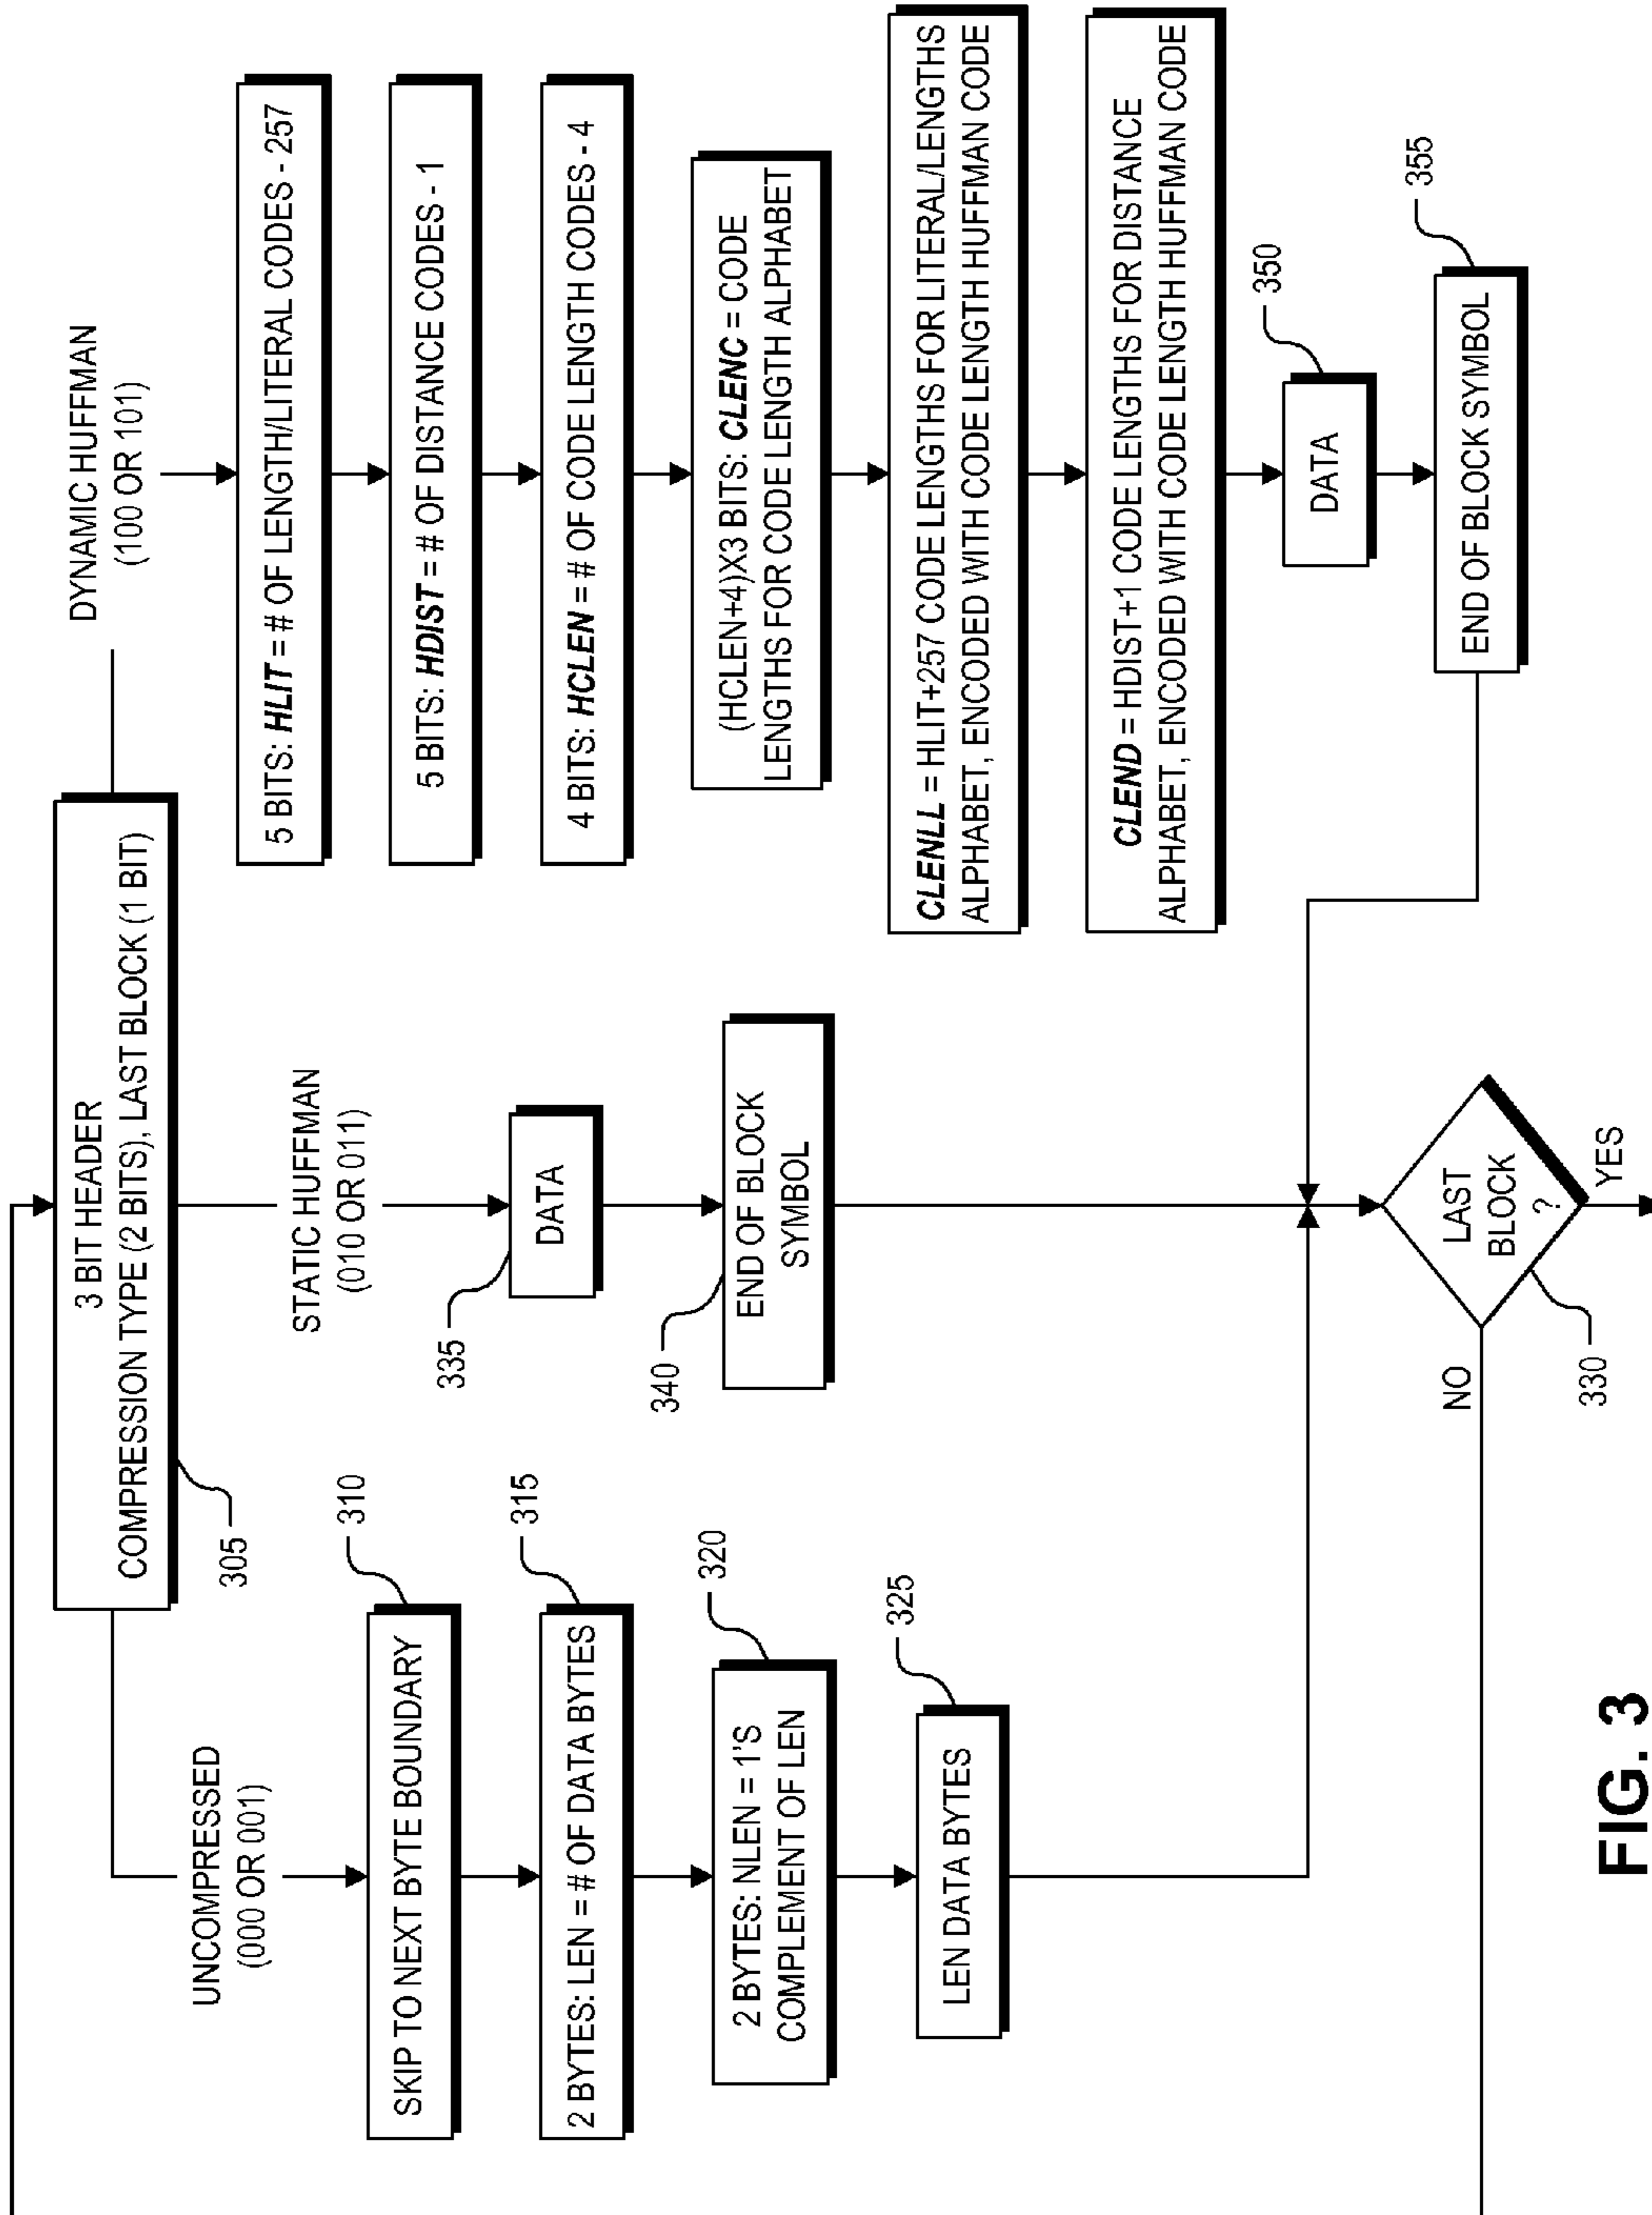 3 BIT HEADER
COMPRESSION TYPE (2 BITS), LAST BLOCK (1 BIT)
305
UNCOMPRESSED
(000 OR 001)
310
SKIP TO NEXT BYTE BOUNDARY
315
2 BYTES: LEN = # OF DATA BYTES
320
2 BYTES: NLEN = 1'S
COMPLEMENT OF LEN
325
LEN DATA BYTES
STATIC HUFFMAN
(010 OR 011)
335
DATA
340
END OF BLOCK
SYMBOL
DYNAMIC HUFFMAN
(100 OR 101)
5 BITS: HLIT = # OF LENGTH/LITERAL CODES - 257
5 BITS: HDIST = # OF DISTANCE CODES - 1
4 BITS: HCLEN = # OF CODE LENGTH CODES - 4
(HCLEN+4)X3 BITS: CLENC = CODE
LENGTHS FOR CODE LENGTH ALPHABET
CLENLL = HLIT+257 CODE LENGTHS FOR LITERAL/LENGTHS
ALPHABET, ENCODED WITH CODE LENGTH HUFFMAN CODE
CLEND = HDIST+1 CODE LENGTHS FOR DISTANCE
ALPHABET, ENCODED WITH CODE LENGTH HUFFMAN CODE
350
DATA
355
END OF BLOCK SYMBOL
LAST
BLOCK
?
NO
330
YES
FIG. 3